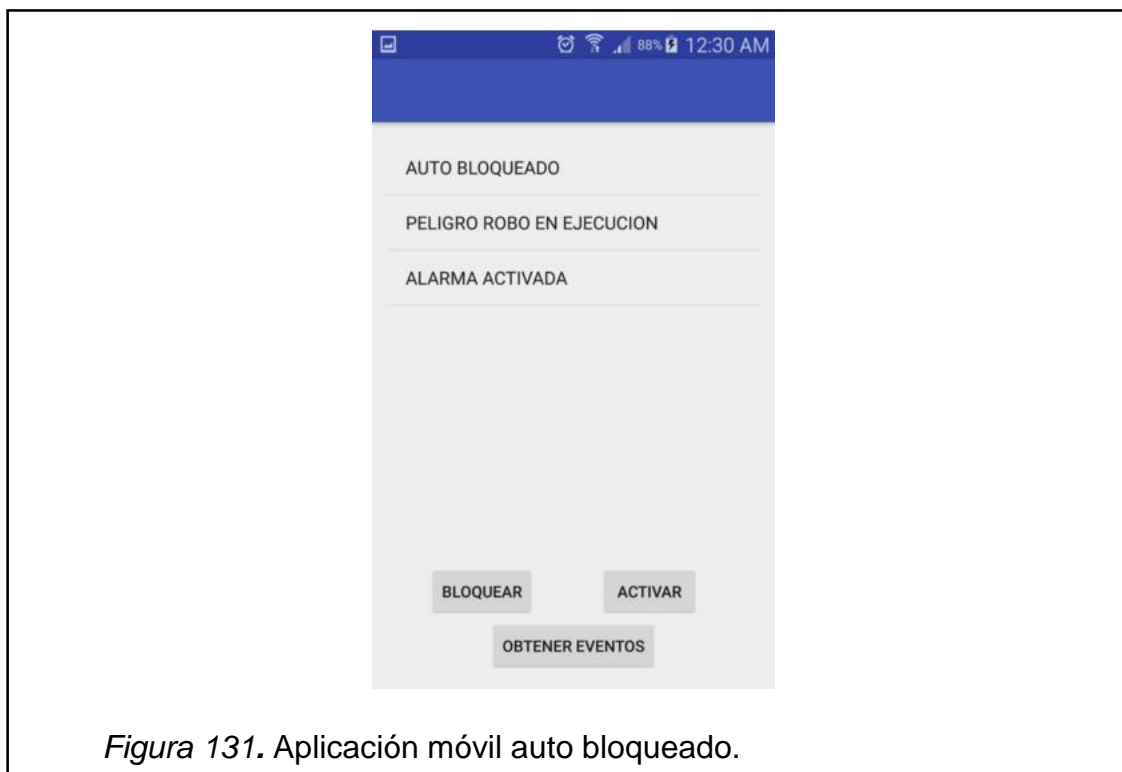 88% 12:30 AM
AUTO BLOQUEADO
PELIGRO ROBO EN EJECUCION
ALARMA ACTIVADA
BLOQUEAR ACTIVAR
OBTENER EVENTOS
Figura 131. Aplicación móvil auto bloqueado.